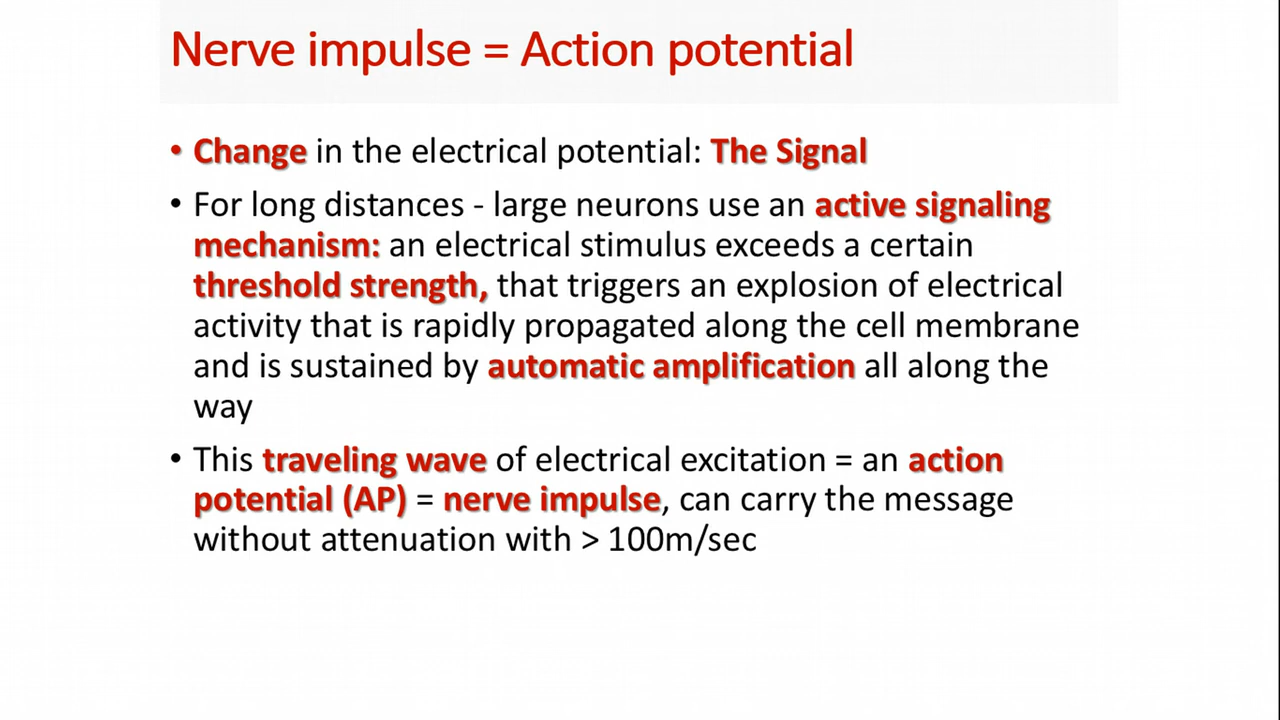 Nerve impulse = Action potential
• Change in the electrical potential: The Signal
• For long distances - large neurons use an active signaling
mechanism: an electrical stimulus exceeds a certain
threshold strength, that triggers an explosion of electrical
activity that is rapidly propagated along the cell membrane
and is sustained by automatic amplification all along the
way
• This traveling wave of electrical excitation = an action
potential (AP) = nerve impulse, can carry the message
without attenuation with > 100m/sec